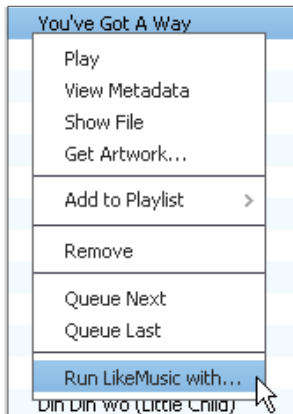 You've Got A Way
Play
View Metadata
Show File
Get Artwork...
Add to Playlist >
Remove
Queue Next
Queue Last
Run LikeMusic with...
Din Din Wo (Little Child)